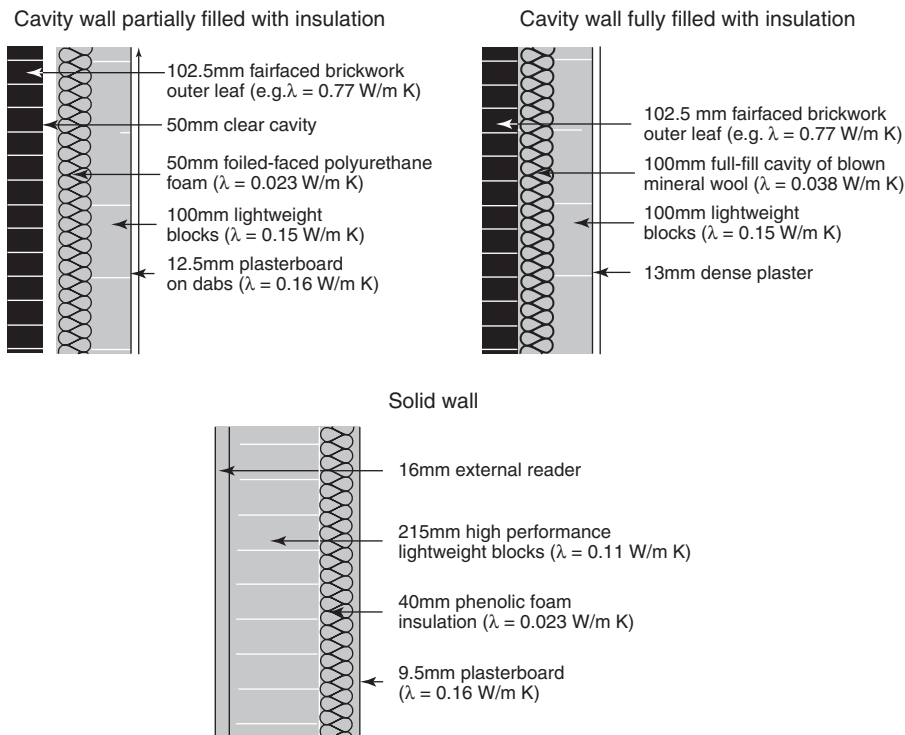 Cavity wall partially filled with insulation
102.5mm fairfaced brickwork
outer leaf (e.g.λ = 0.77 W/m K)
50mm clear cavity
50mm foiled-faced polyurethane
foam (λ = 0.023 W/m K)
100mm lightweight
blocks (λ = 0.15 W/m K)
12.5mm plasterboard
on dabs (λ = 0.16 W/m K)
Cavity wall fully filled with insulation
102.5 mm fairfaced brickwork
outer leaf (e.g. λ = 0.77 W/m K)
100mm full-fill cavity of blown
mineral wool (λ = 0.038 W/m K)
100mm lightweight
blocks (λ = 0.15 W/m K)
13mm dense plaster
Solid wall
16mm external reader
215mm high performance
lightweight blocks (λ = 0.11 W/m K)
40mm phenolic foam
insulation (λ = 0.023 W/m K)
9.5mm plasterboard
(λ = 0.16 W/m K)